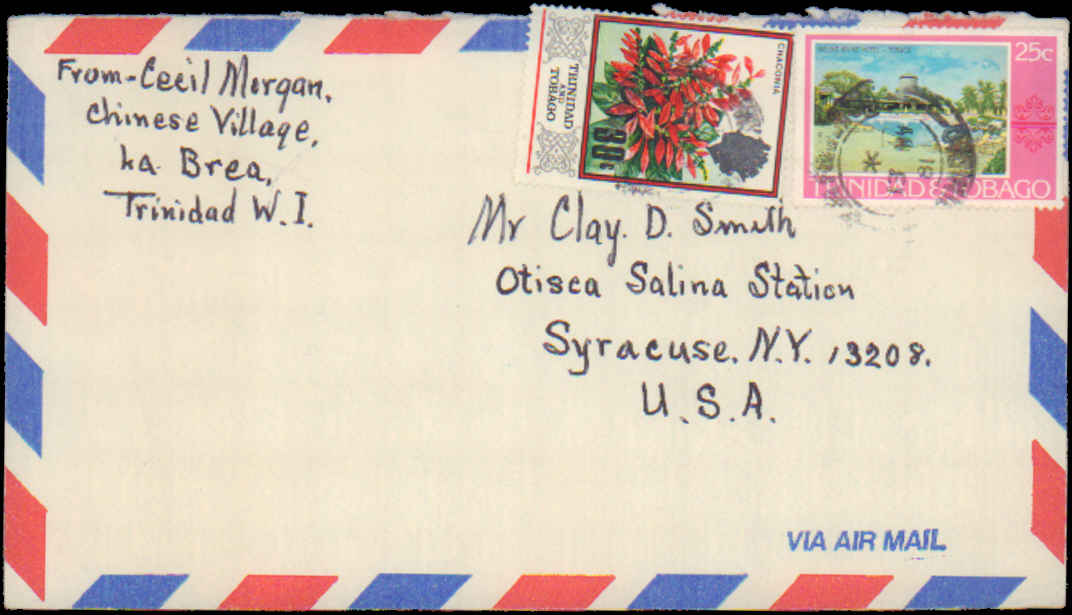 From - Cecil Morgan,
Chinese Village,
La Brea,
Trinidad W.I.
TRINIDAD
AND
TOBAGO
CHACONIA
25c
TRINIDAD & TOBAGO
Mr Clay. D. Smith
Otisca Salina Station
Syracuse. N.Y. 13208.
U.S.A.
VIA AIR MAIL